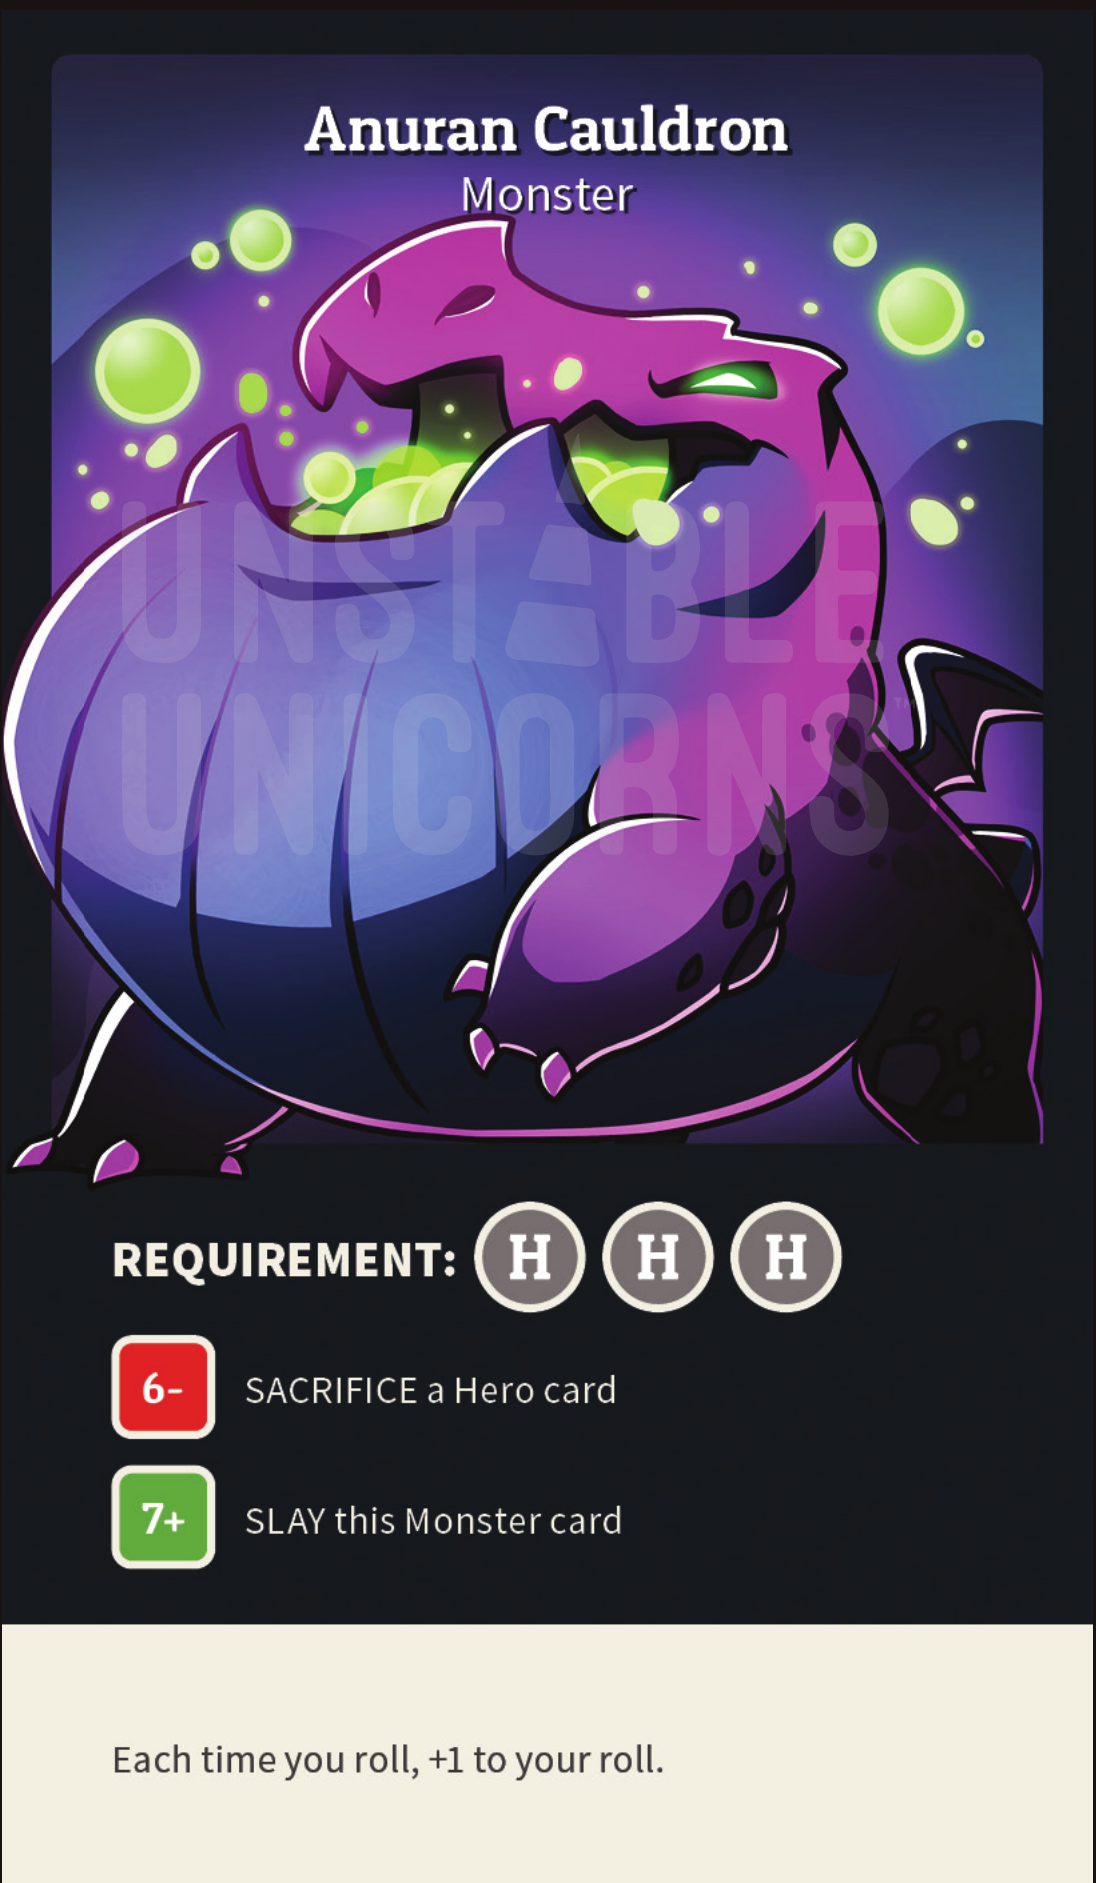 Anuran Cauldron
Monster
UNSTABLE
UNICORNS™
REQUIREMENT: H H H
6- SACRIFICE a Hero card
7+ SLAY this Monster card
Each time you roll, +1 to your roll.